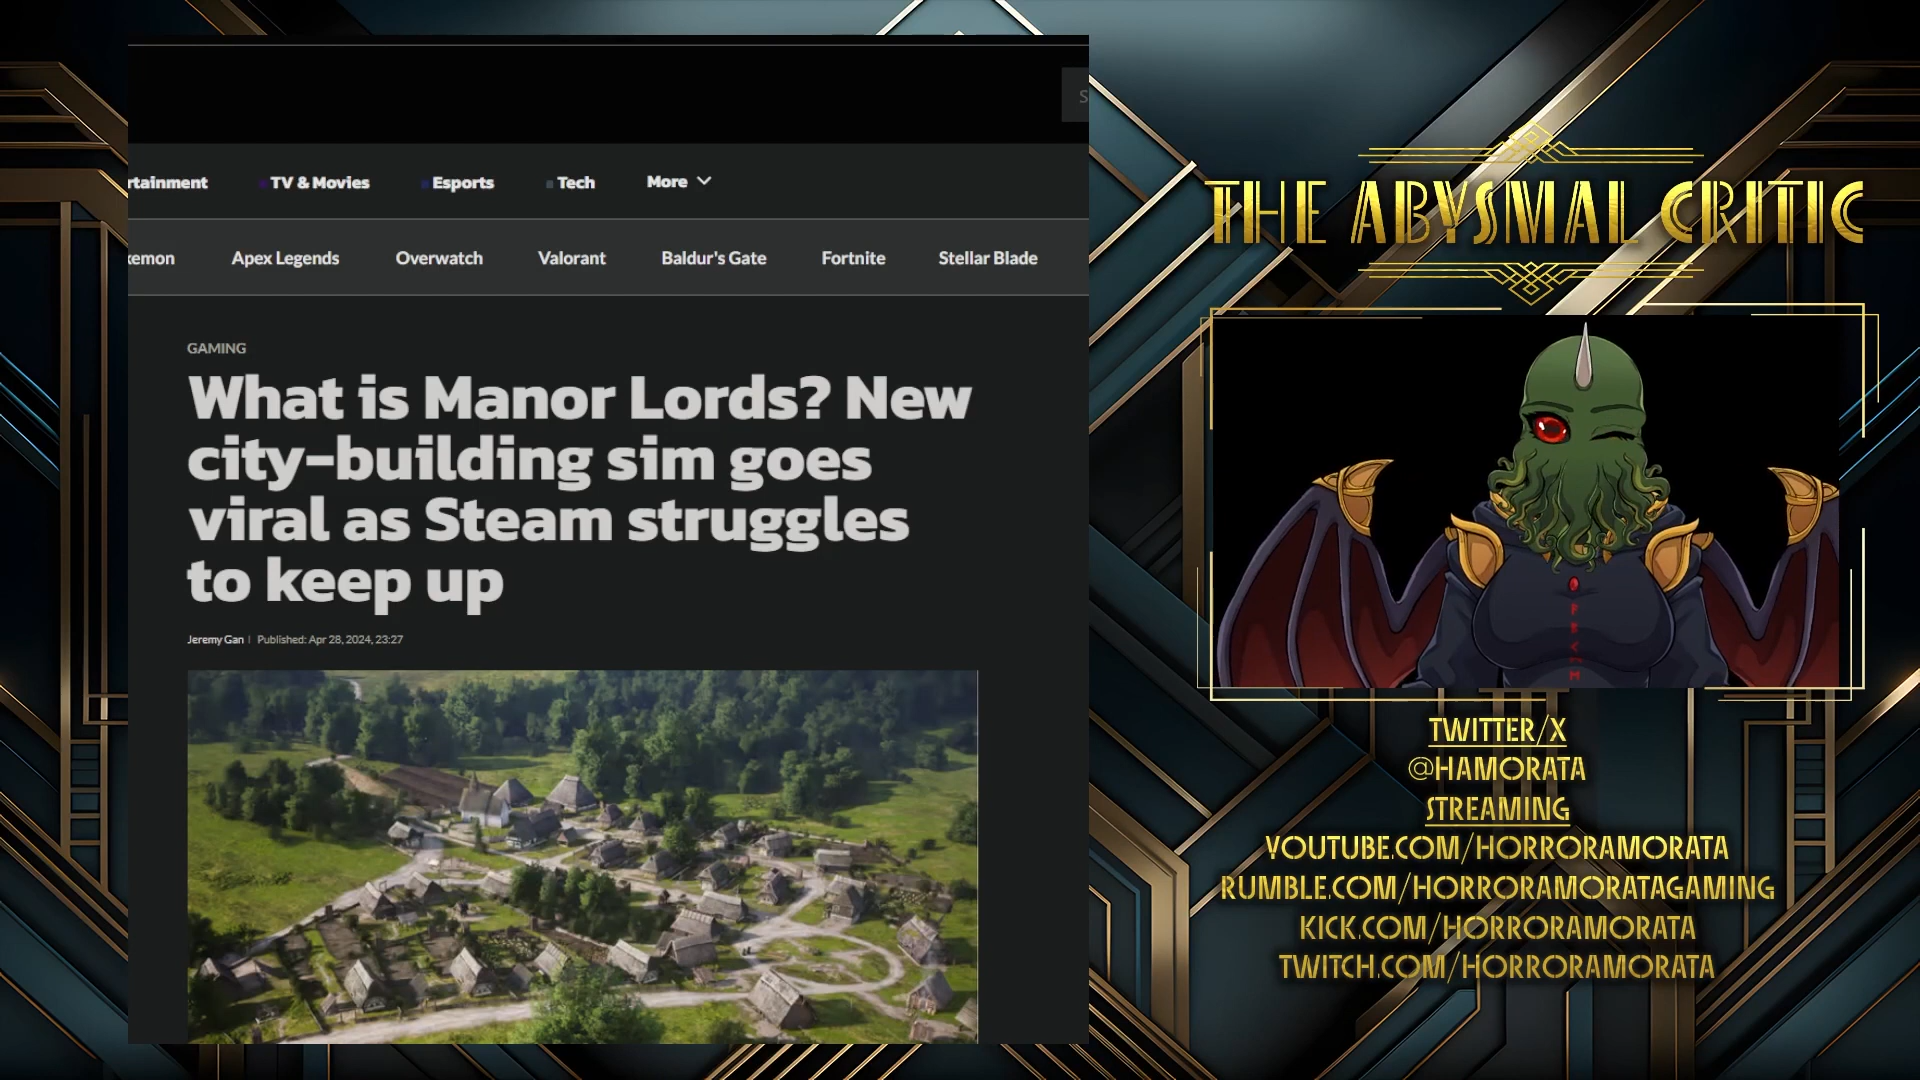 S
rtainment TV & Movies Esports Tech More
kemon Apex Legends Overwatch Valorant Baldur's Gate Fortnite Stellar Blade
GAMING
What is Manor Lords? New
city-building sim goes
viral as Steam struggles
to keep up
Jeremy Gan | Published: Apr 28, 2024, 23:27
THE ABYSMAL CRITIC
TWITTER/X
@HAMORATA
STREAMING
YOUTUBE.COM/HORRORAMORATA
RUMBLE.COM/HORRORAMORATAGAMING
KICK.COM/HORRORAMORATA
TWITCH.COM/HORRORAMORATA